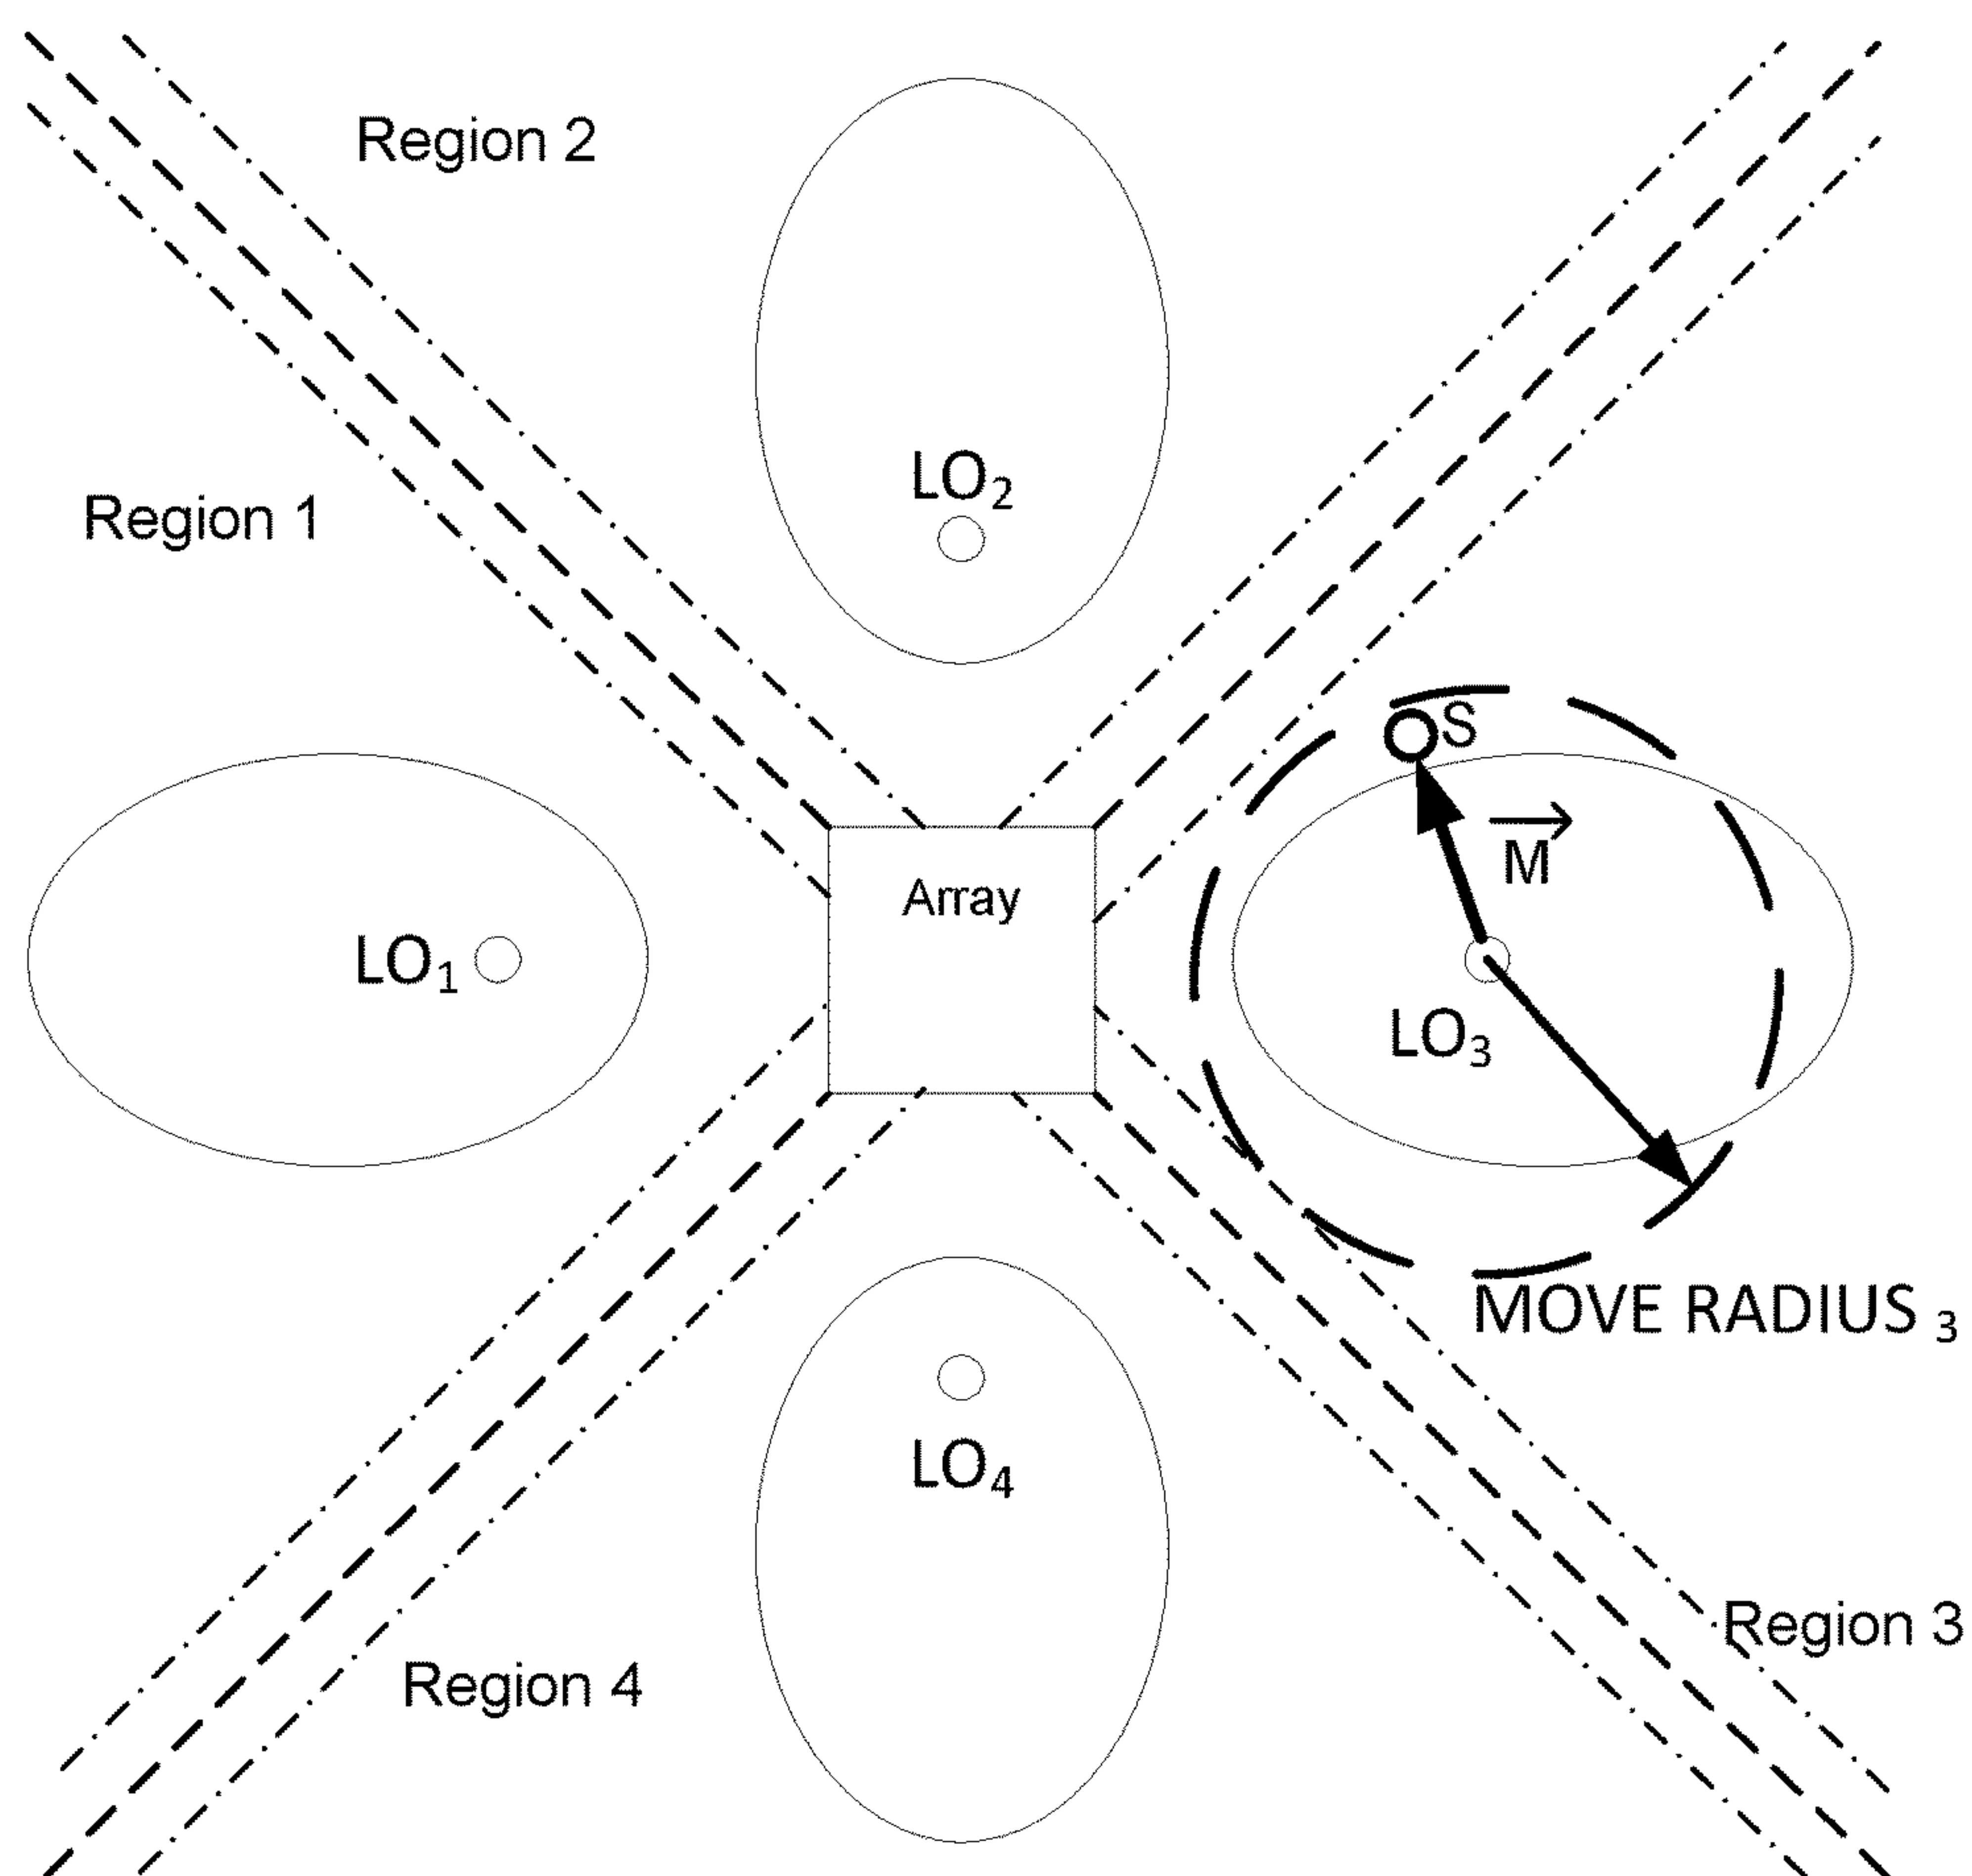 Region 2
LO2
Region 1
S
M
Array
LO1
LO3
MOVE RADIUS 3
LO4
Region 3
Region 4